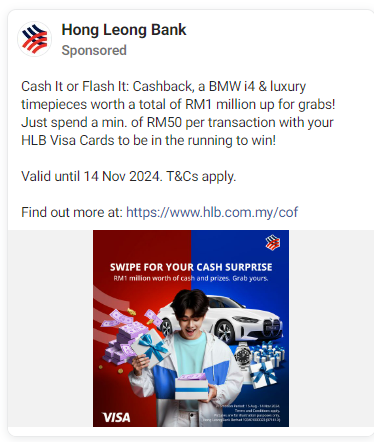 Hong Leong Bank
Sponsored
Cash It or Flash It: Cashback, a BMW i4 & luxury
timepieces worth a total of RM1 million up for grabs!
Just spend a min. of RM50 per transaction with your
HLB Visa Cards to be in the running to win!
Valid until 14 Nov 2024. T&Cs apply.
Find out more at: https://www.hlb.com.my/cof
SWIPE FOR YOUR CASH SURPRISE
RM1 million worth of cash and prizes. Grab yours.
VISA
Terms and Conditions apply.